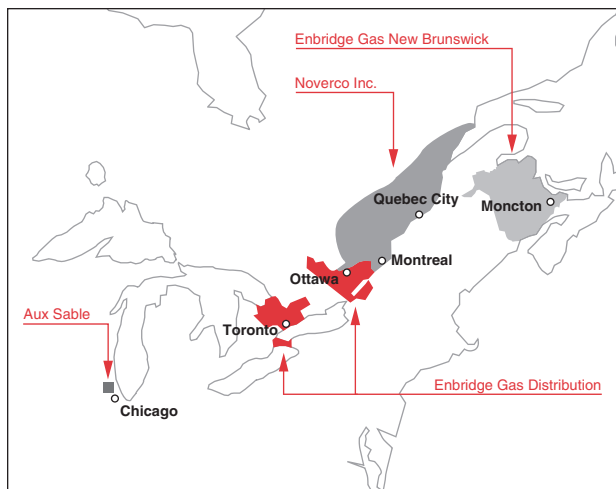 Enbridge Gas New Brunswick
Noverco Inc.
Quebec City
Moncton
Montreal
Ottawa
Aux Sable
Toronto
Enbridge Gas Distribution
Chicago